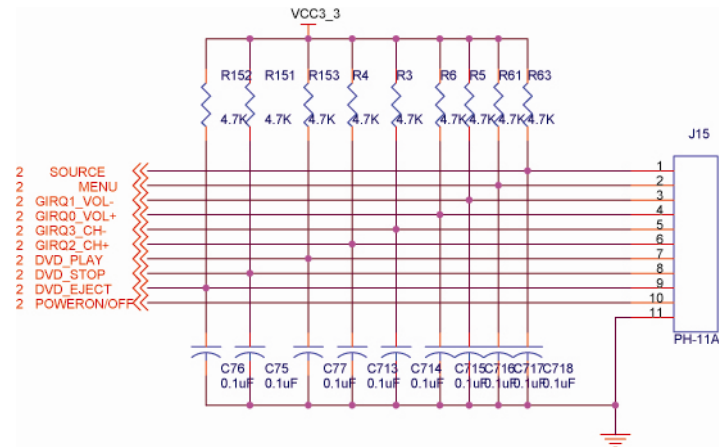 VCC3_3
R152 R151 R153 R4 R3 R6 R5 R61 R63
4.7K 4.7K 4.7K 4.7K 4.7K 4.7K 4.7K 4.7K 4.7K
J15
2 SOURCE 1
2 MENU 2
2 GIRQ1_VOL- 3
2 GIRQ0_VOL+ 4
2 GIRQ3_CH- 5
2 GIRQ2_CH+ 6
2 DVD_PLAY 7
2 DVD_STOP 8
2 DVD_EJECT 9
2 POWERON/OFF 10
11
PH-11A
C76 C75 C77 C713 C714 C715 C716 C717 C718
0.1uF 0.1uF 0.1uF 0.1uF 0.1uF 0.1uF 0.1uF 0.1uF 0.1uF